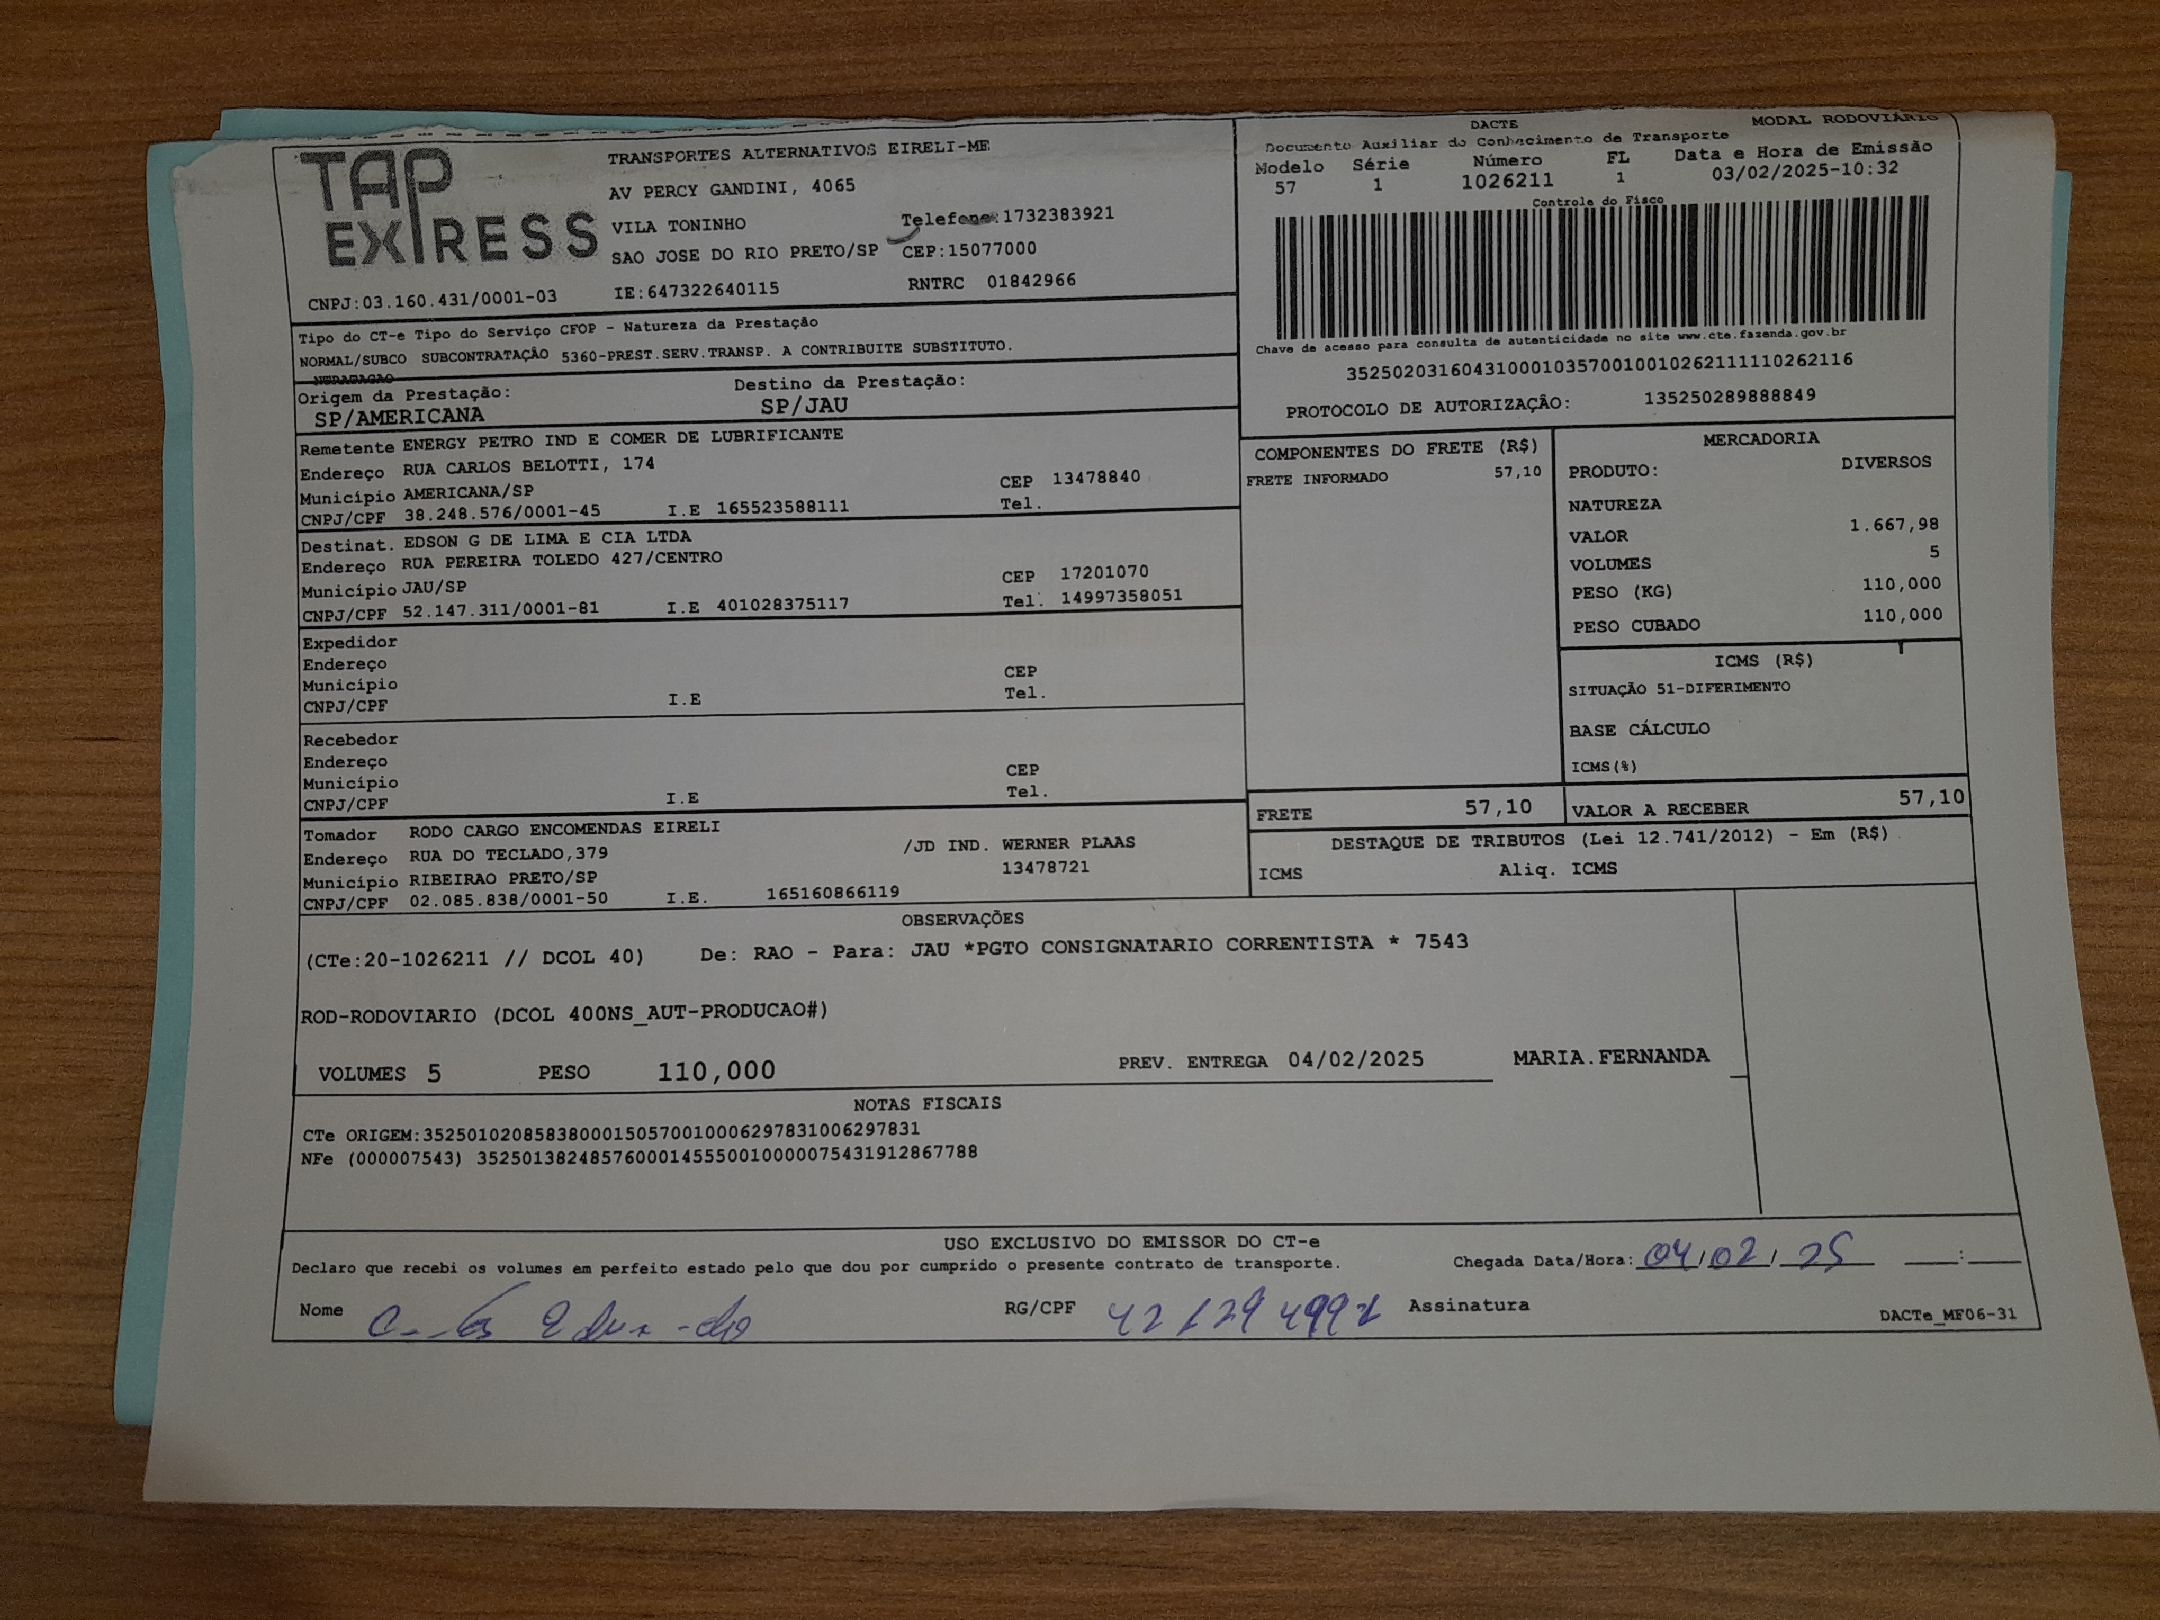 TAP EXPRESS
TRANSPORTES ALTERNATIVOS EIRELI-ME
AV PERCY GANDINI, 4065
VILA TONINHO Telefone:1732383921
SAO JOSE DO RIO PRETO/SP CEP:15077000
CNPJ:03.160.431/0001-03 IE:647322640115 RNTRC 01842966
DACTE MODAL RODOVIÁRIO
Documento Auxiliar do Conhecimento de Transporte
Modelo Série Número FL Data e Hora de Emissão
57 1 1026211 1 03/02/2025-10:32
Controle do Fisco
Chave de acesso para consulta de autenticidade no site www.cte.fazenda.gov.br
35250203160431000103570010010262111110262116
PROTOCOLO DE AUTORIZAÇÃO: 135250289888849
Tipo do CT-e Tipo do Serviço CFOP - Natureza da Prestação
NORMAL/SUBCO SUBCONTRATAÇÃO 5360-PREST.SERV.TRANSP. A CONTRIBUITE SUBSTITUTO.
Origem da Prestação: Destino da Prestação:
SP/AMERICANA SP/JAU
Remetente ENERGY PETRO IND E COMER DE LUBRIFICANTE
Endereço RUA CARLOS BELOTTI, 174
Município AMERICANA/SP CEP 13478840
CNPJ/CPF 38.248.576/0001-45 I.E 165523588111 Tel.
Destinat. EDSON G DE LIMA E CIA LTDA
Endereço RUA PEREIRA TOLEDO 427/CENTRO
Município JAU/SP CEP 17201070
CNPJ/CPF 52.147.311/0001-81 I.E 401028375117 Tel. 14997358051
Expedidor
Endereço
Município CEP
CNPJ/CPF I.E Tel.
Recebedor
Endereço
Município CEP
CNPJ/CPF I.E Tel.
Tomador RODO CARGO ENCOMENDAS EIRELI
Endereço RUA DO TECLADO,379 /JD IND. WERNER PLAAS
Município RIBEIRAO PRETO/SP 13478721
CNPJ/CPF 02.085.838/0001-50 I.E. 165160866119
COMPONENTES DO FRETE (R$)
FRETE INFORMADO 57,10
MERCADORIA
PRODUTO: DIVERSOS
NATUREZA
VALOR 1.667,98
VOLUMES 5
PESO (KG) 110,000
PESO CUBADO 110,000
ICMS (R$)
SITUAÇÃO 51-DIFERIMENTO
BASE CÁLCULO
ICMS(%)
FRETE 57,10 VALOR A RECEBER 57,10
DESTAQUE DE TRIBUTOS (Lei 12.741/2012) - Em (R$)
ICMS Aliq. ICMS
OBSERVAÇÕES
(CTe:20-1026211 // DCOL 40) De: RAO - Para: JAU *PGTO CONSIGNATARIO CORRENTISTA * 7543
ROD-RODOVIARIO (DCOL 400NS_AUT-PRODUCAO#)
VOLUMES 5 PESO 110,000 PREV. ENTREGA 04/02/2025 MARIA.FERNANDA
NOTAS FISCAIS
CTe ORIGEM:35250102085838000150570010006297831006297831
NFe (000007543) 35250138248576000145550010000075431912867788
USO EXCLUSIVO DO EMISSOR DO CT-e
Declaro que recebi os volumes em perfeito estado pelo que dou por cumprido o presente contrato de transporte. Chegada Data/Hora: 04/02/25 :
Nome Carlos Eduardo RG/CPF Assinatura
DACTe_MF06-31